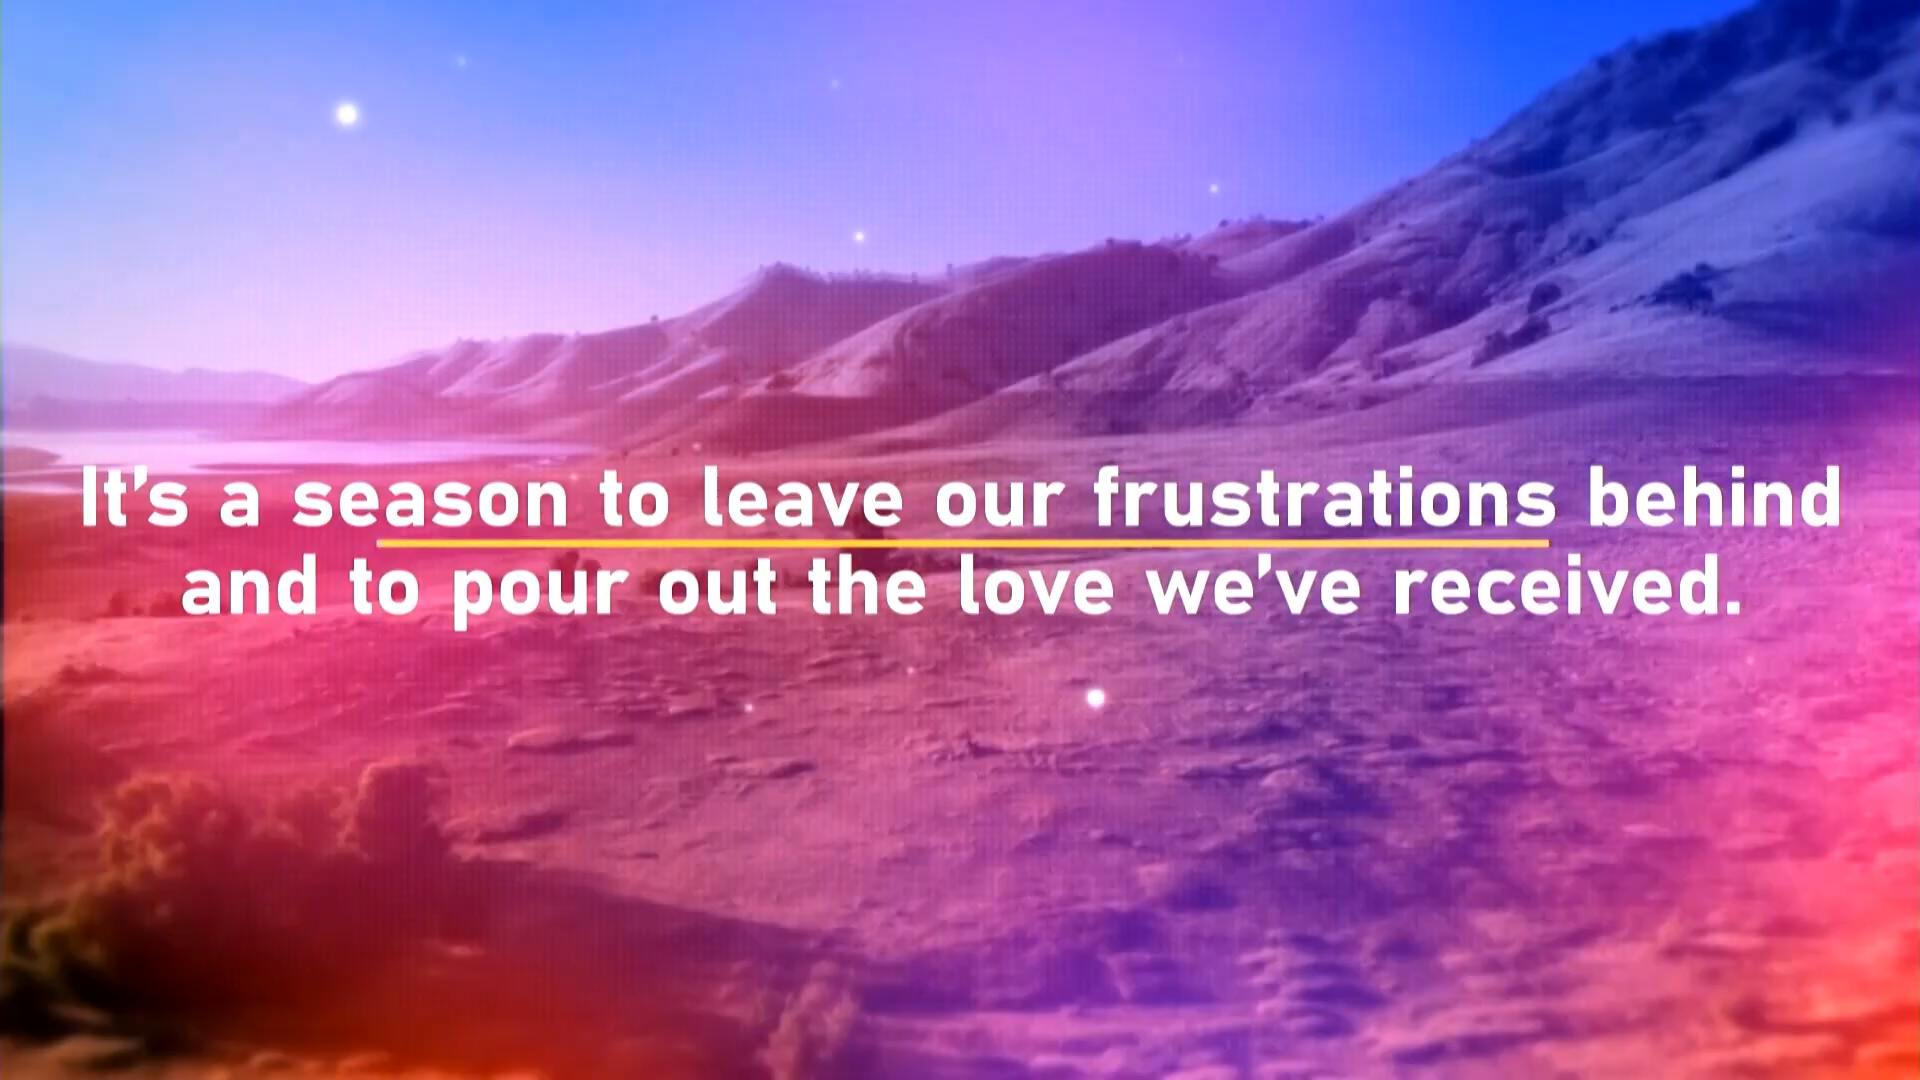 It’s a season to leave our frustrations behind
and to pour out the love we’ve received.